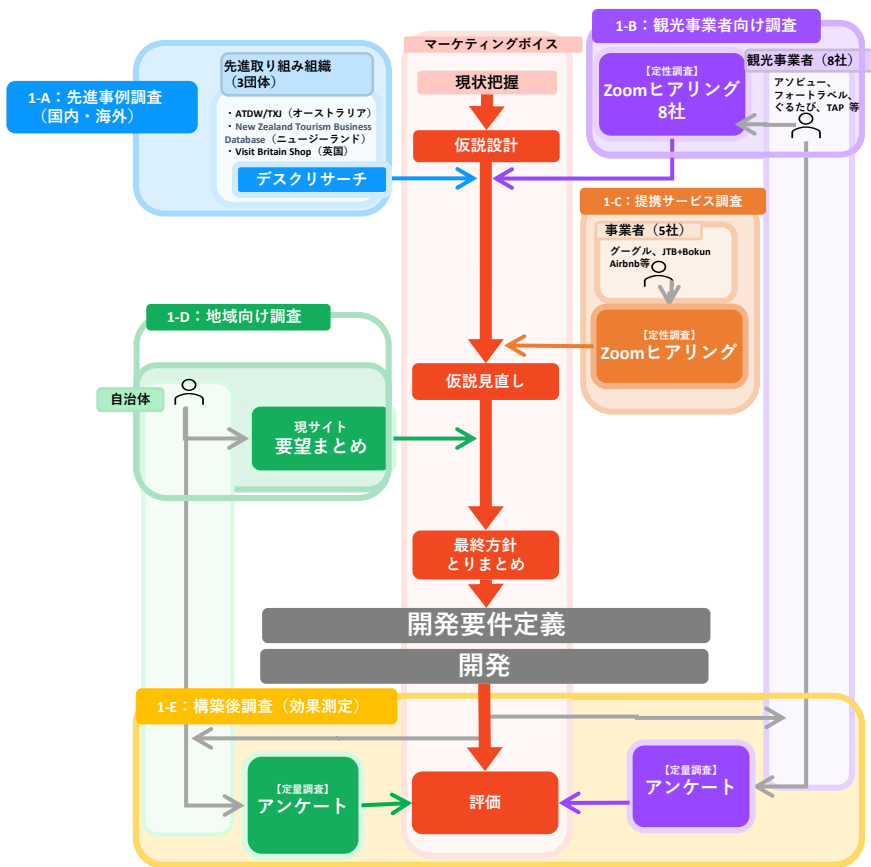 マーケティングボイス
現状把握
仮説設計
1-A：先進事例調査
（国内・海外）
先進取り組み組織
（3団体）
・ATDW/TXJ（オーストラリア）
・New Zealand Tourism Business
Database（ニュージーランド）
・Visit Britain Shop（英国）
デスクリサーチ
1-B：観光事業者向け調査
観光事業者（8社）
【定性調査】
Zoomヒアリング
8社
アソビュー、
フォートラベル、
ぐるたび、TAP 等
1-C：提携サービス調査
事業者（5社）
グーグル、JTB+Bokun
Airbnb等
【定性調査】
Zoomヒアリング
1-D：地域向け調査
自治体
現サイト
要望まとめ
仮説見直し
最終方針
とりまとめ
開発要件定義
開発
1-E：構築後調査（効果測定）
【定量調査】
アンケート
評価
【定量調査】
アンケート